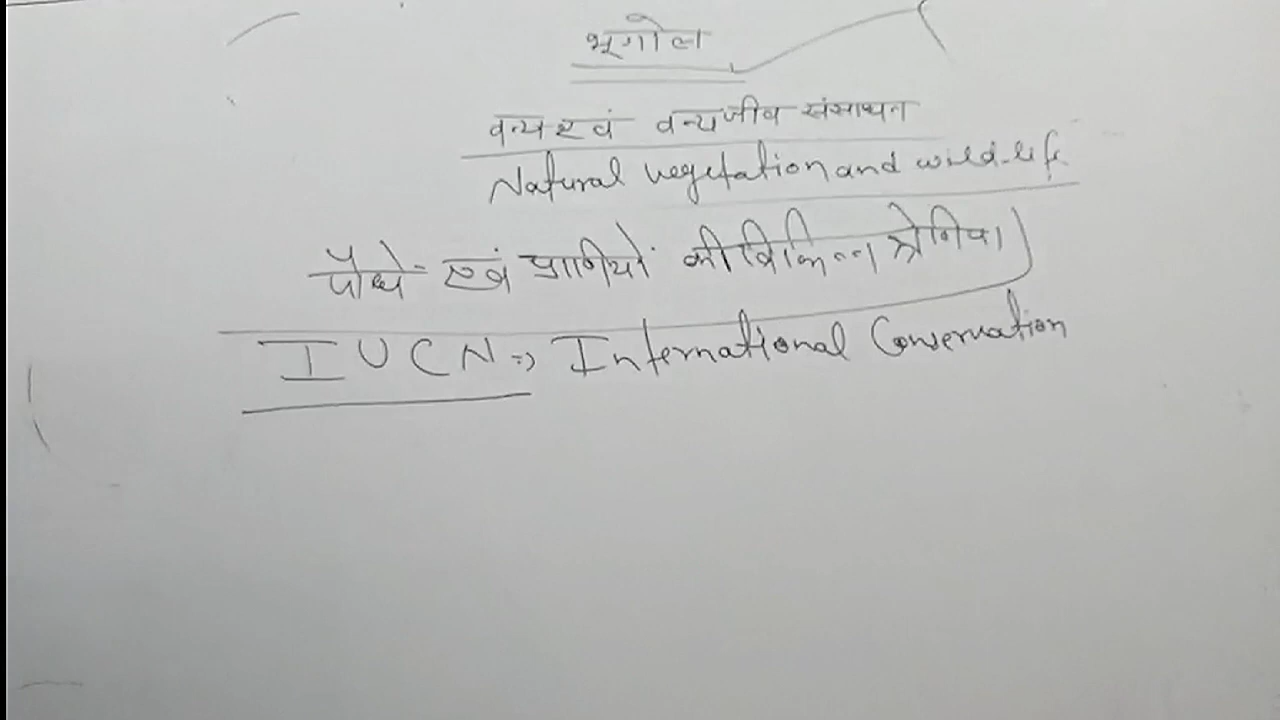 भूगोल
वन्य एवं वन्यजीव संसाधन
Natural vegetation and wild-life
पौधे एवं प्राणियों की विभिन्न श्रेणिया
IUCN => International Conservation